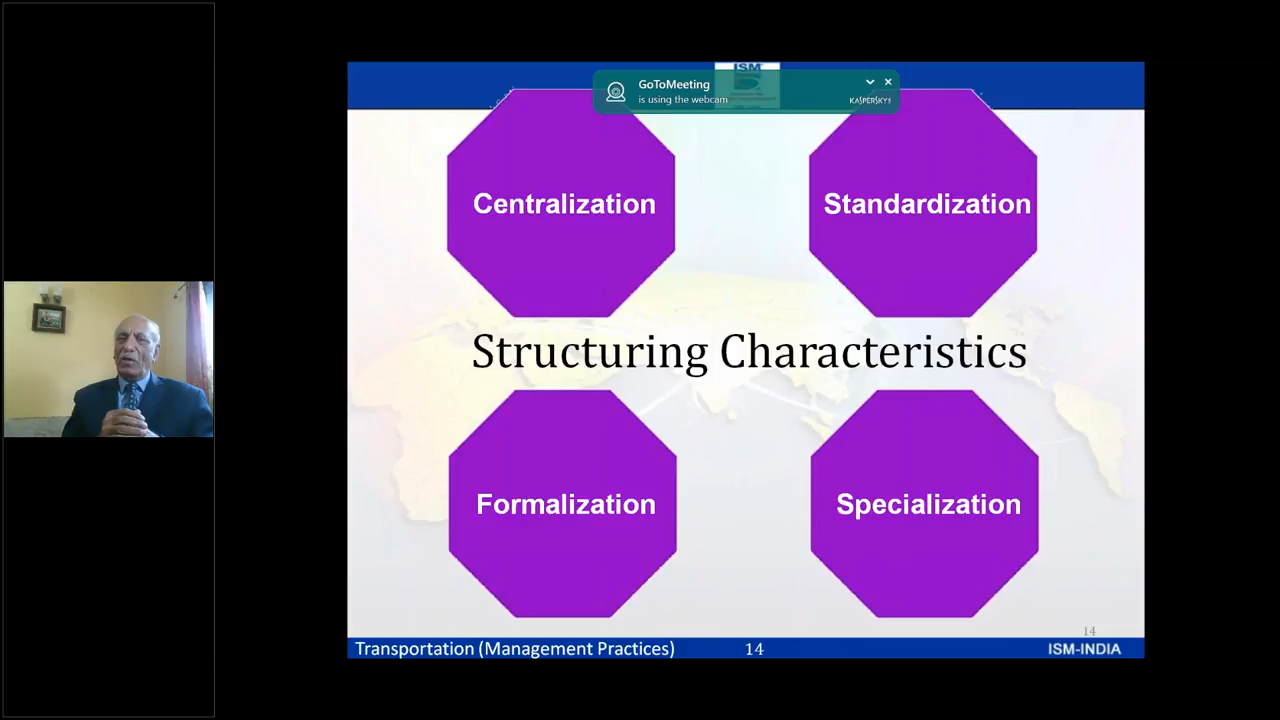 ISM
GoToMeeting
is using the webcam
KASPERSKY
Centralization
Standardization
Structuring Characteristics
Formalization
Specialization
14
Transportation (Management Practices)
14
ISM-INDIA